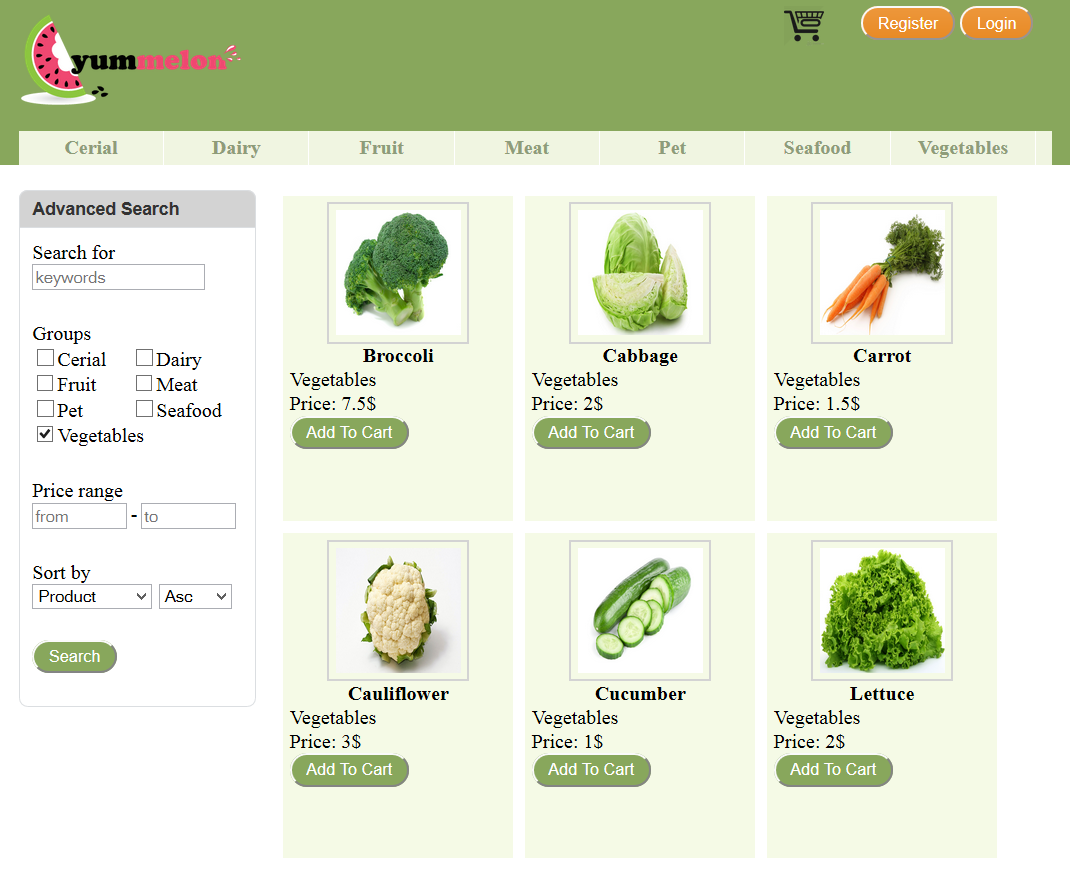 yummelon
Register
Login
Cerial
Dairy
Fruit
Meat
Pet
Seafood
Vegetables
Advanced Search
Search for
keywords
Groups
Cerial
Dairy
Fruit
Meat
Pet
Seafood
Vegetables
Price range
from - to
Sort by
Product
Asc
Search
Broccoli
Vegetables
Price: 7.5$
Add To Cart
Cabbage
Vegetables
Price: 2$
Add To Cart
Carrot
Vegetables
Price: 1.5$
Add To Cart
Cauliflower
Vegetables
Price: 3$
Add To Cart
Cucumber
Vegetables
Price: 1$
Add To Cart
Lettuce
Vegetables
Price: 2$
Add To Cart